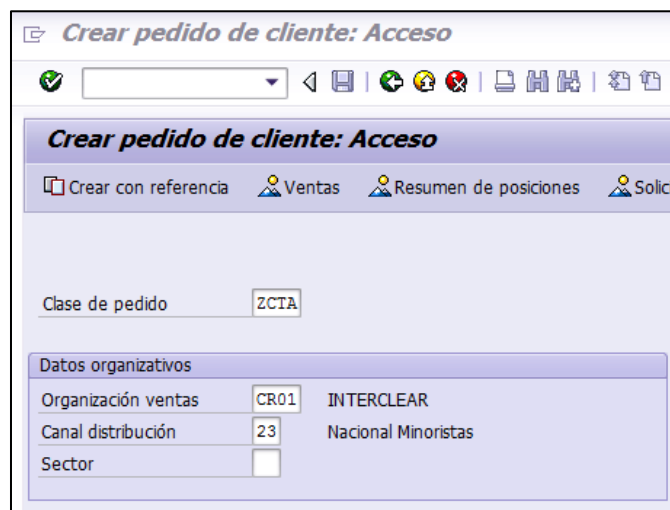 Crear pedido de cliente: Acceso
Crear pedido de cliente: Acceso
Crear con referencia Ventas Resumen de posiciones Solic
Clase de pedido ZCTA
Datos organizativos
Organización ventas CR01 INTERCLEAR
Canal distribución 23 Nacional Minoristas
Sector